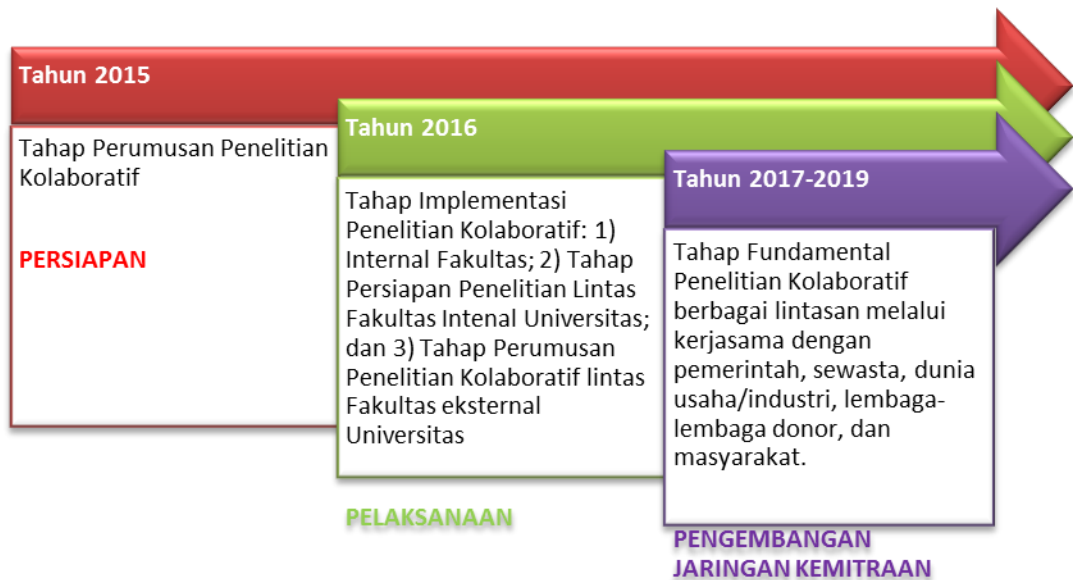 Tahun 2015
Tahap Perumusan Penelitian
Kolaboratif
PERSIAPAN
Tahun 2016
Tahap Implementasi
Penelitian Kolaboratif: 1)
Internal Fakultas; 2) Tahap
Persiapan Penelitian Lintas
Fakultas Intenal Universitas;
dan 3) Tahap Perumusan
Penelitian Kolaboratif lintas
Fakultas eksternal
Universitas
PELAKSANAAN
Tahun 2017-2019
Tahap Fundamental
Penelitian Kolaboratif
berbagai lintasan melalui
kerjasama dengan
pemerintah, sewasta, dunia
usaha/industri, lembaga-
lembaga donor, dan
masyarakat.
PENGEMBANGAN
JARINGAN KEMITRAAN